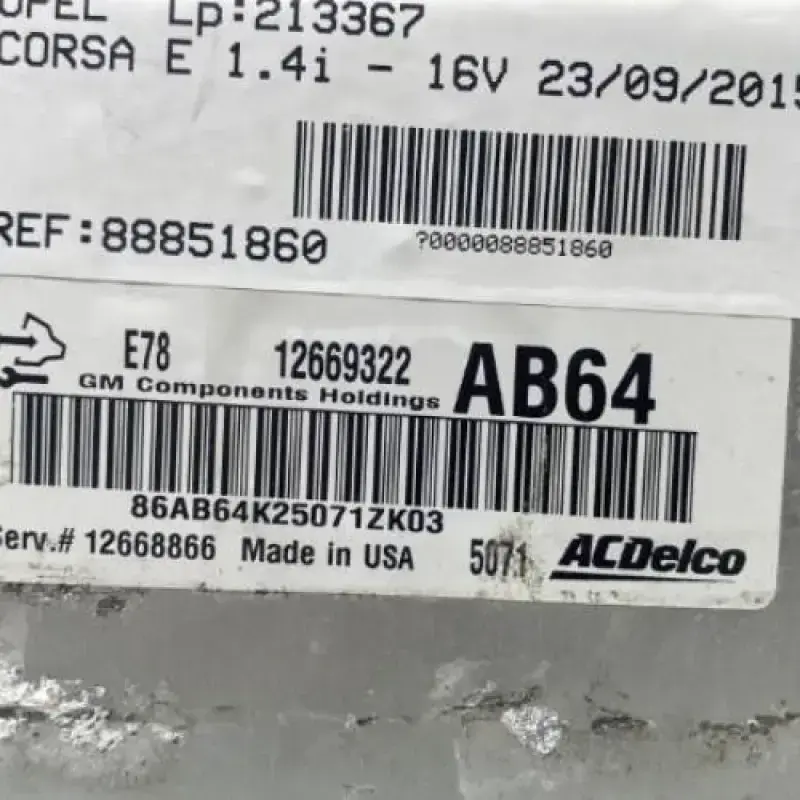 OPEL Lp:213367
CORSA E 1.4i - 16V 23/09/2015
REF:88851860
?0000088851860
E78 12669322 AB64
GM Components Holdings
86AB64K25071ZK03
Serv.# 12668866 Made in USA 5071 ACDelco